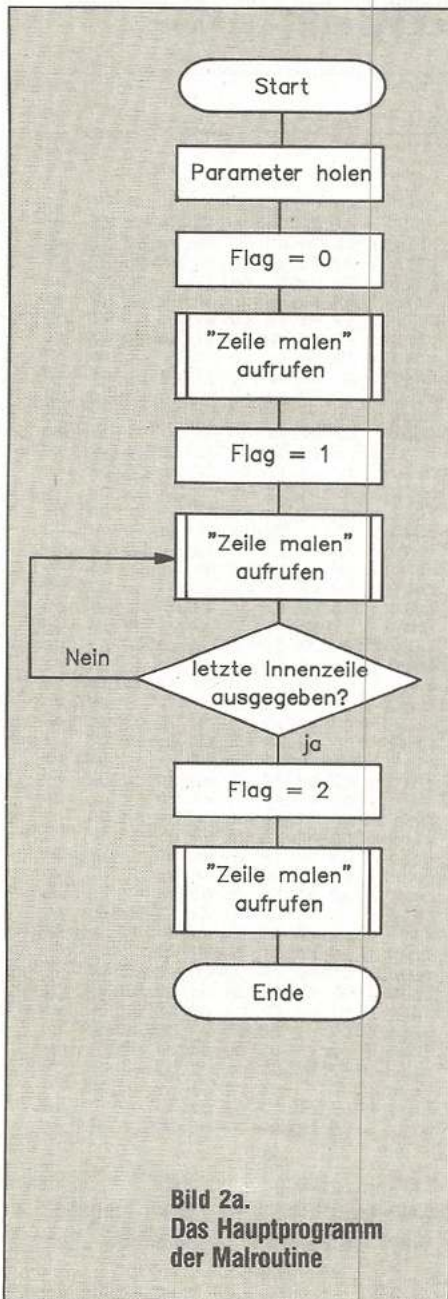 Start
Parameter holen
Flag = 0
"Zeile malen"
aufrufen
Flag = 1
"Zeile malen"
aufrufen
Nein
letzte Innenzeile
ausgegeben?
ja
Flag = 2
"Zeile malen"
aufrufen
Ende
Bild 2a.
Das Hauptprogramm
der Malroutine